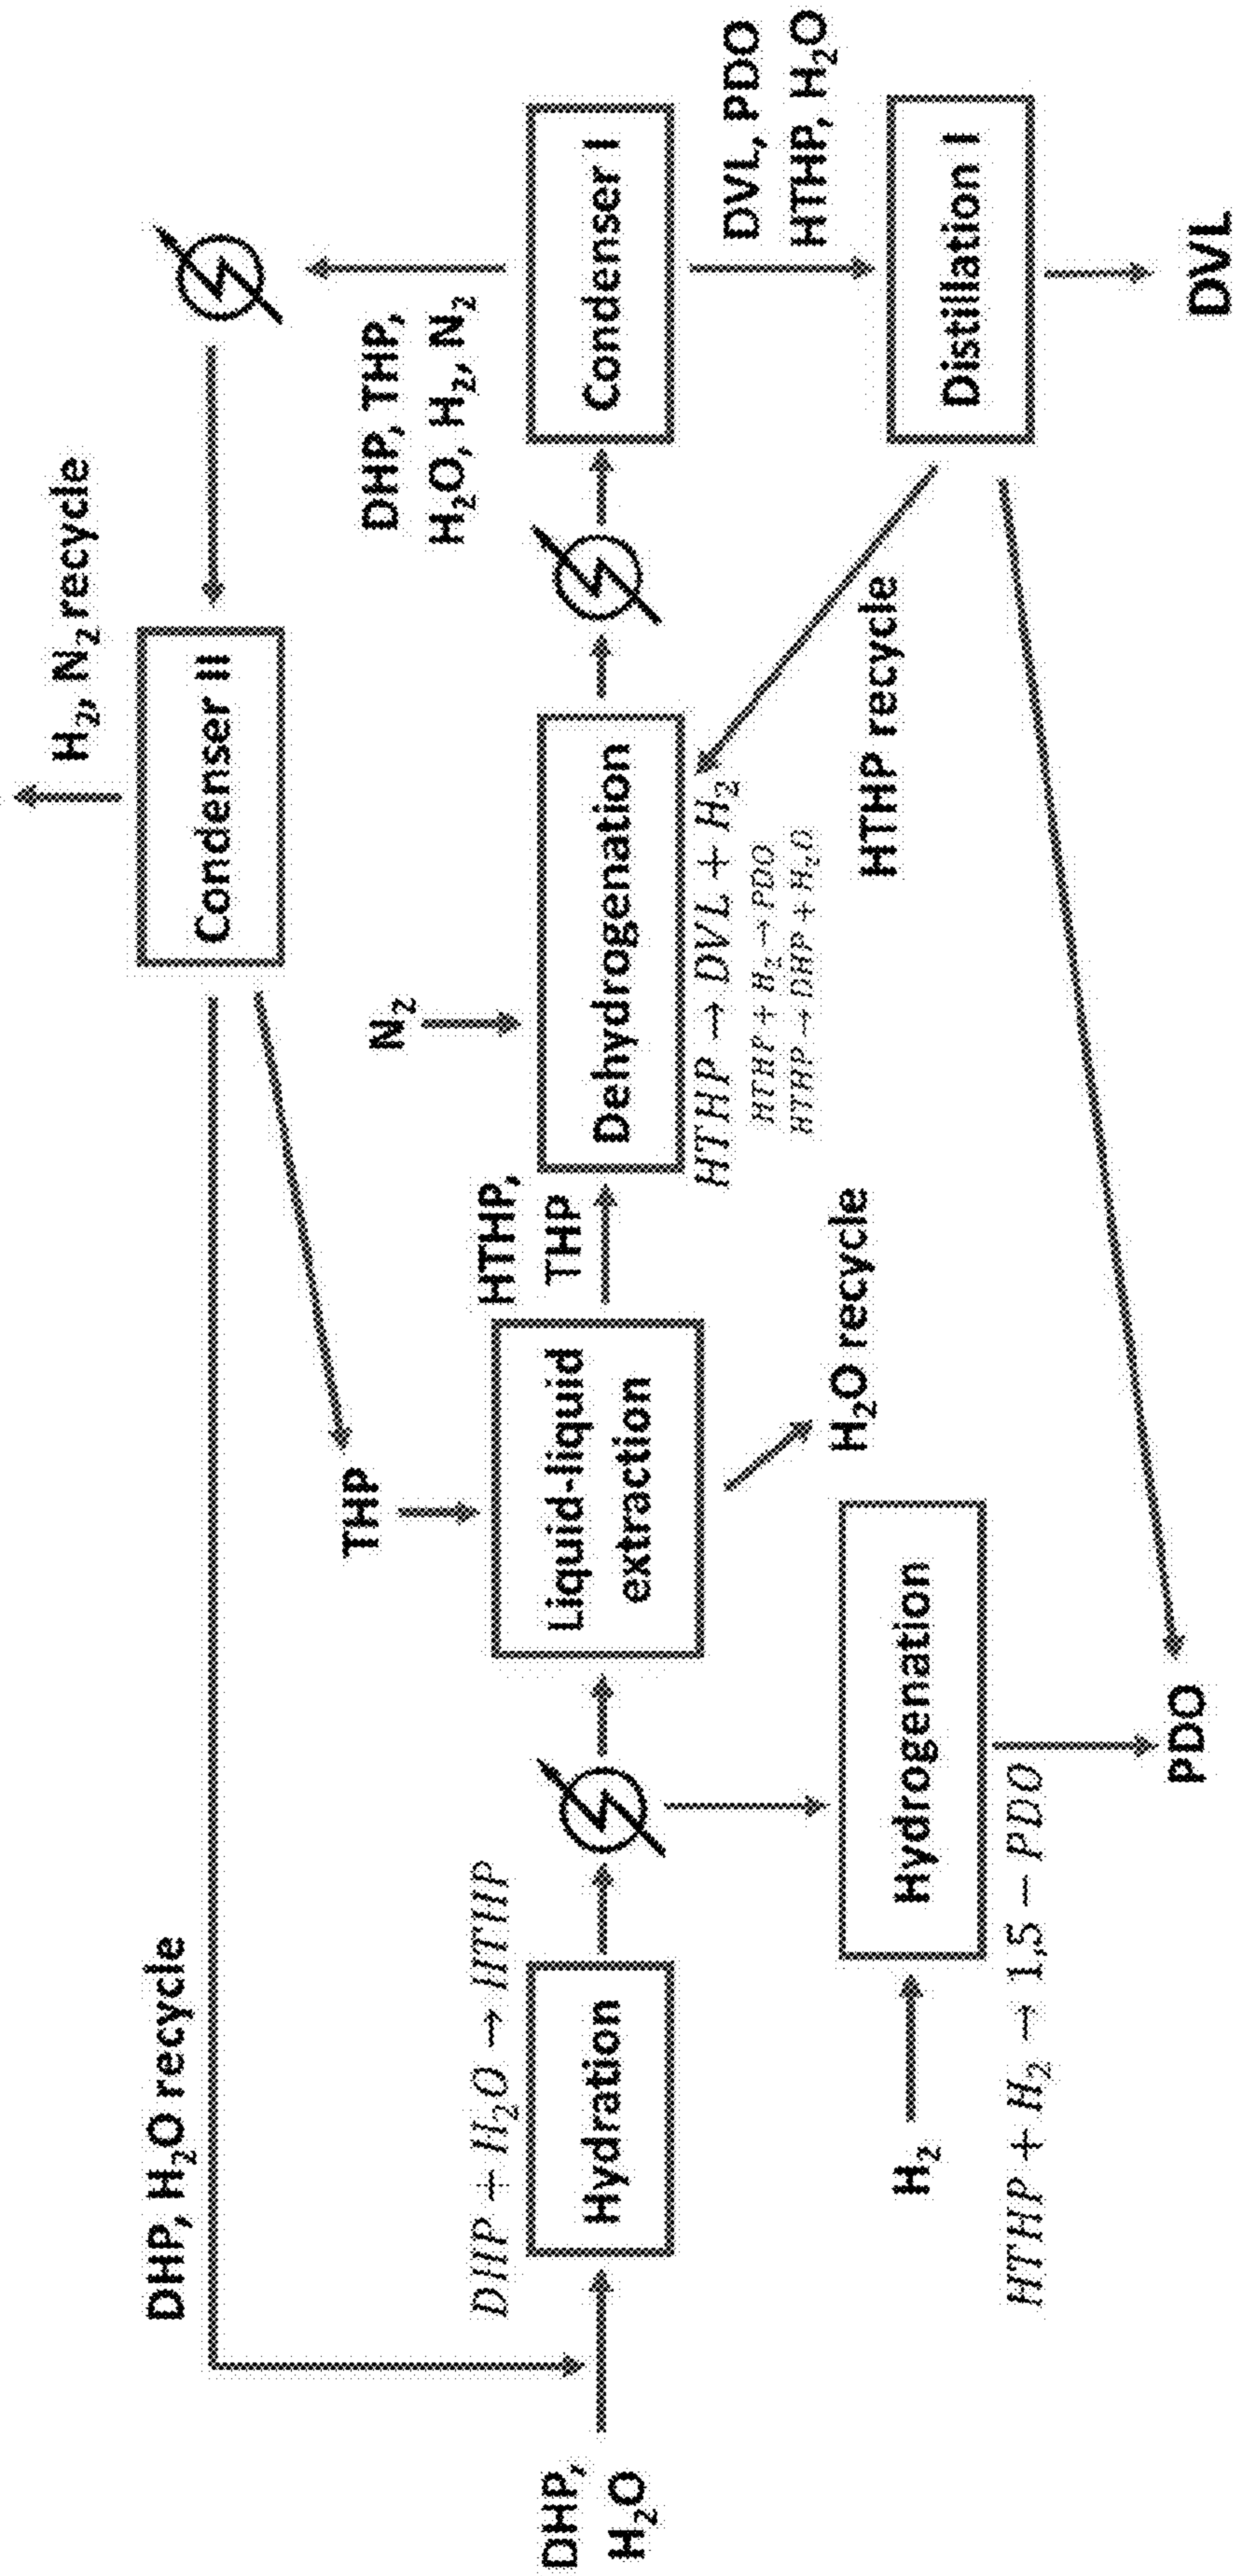 H₂, N₂ recycle
Condenser II
DHP, H₂O recycle
DHP, THP,
H₂O, H₂, N₂
THP
N₂
DHP + H₂O → HTHP
HTHP,
THP
DHP,
H₂O
Hydration
Liquid-liquid
extraction
Dehydrogenation
Condenser I
HTHP → DVL + H₂
HTHP + H₂ → PDO
HTHP → DHP + H₂O
DVL, PDO
HTHP, H₂O
H₂O recycle
HTHP recycle
H₂
Hydrogenation
Distillation I
HTHP + H₂ → 1,5 − PDO
PDO
DVL